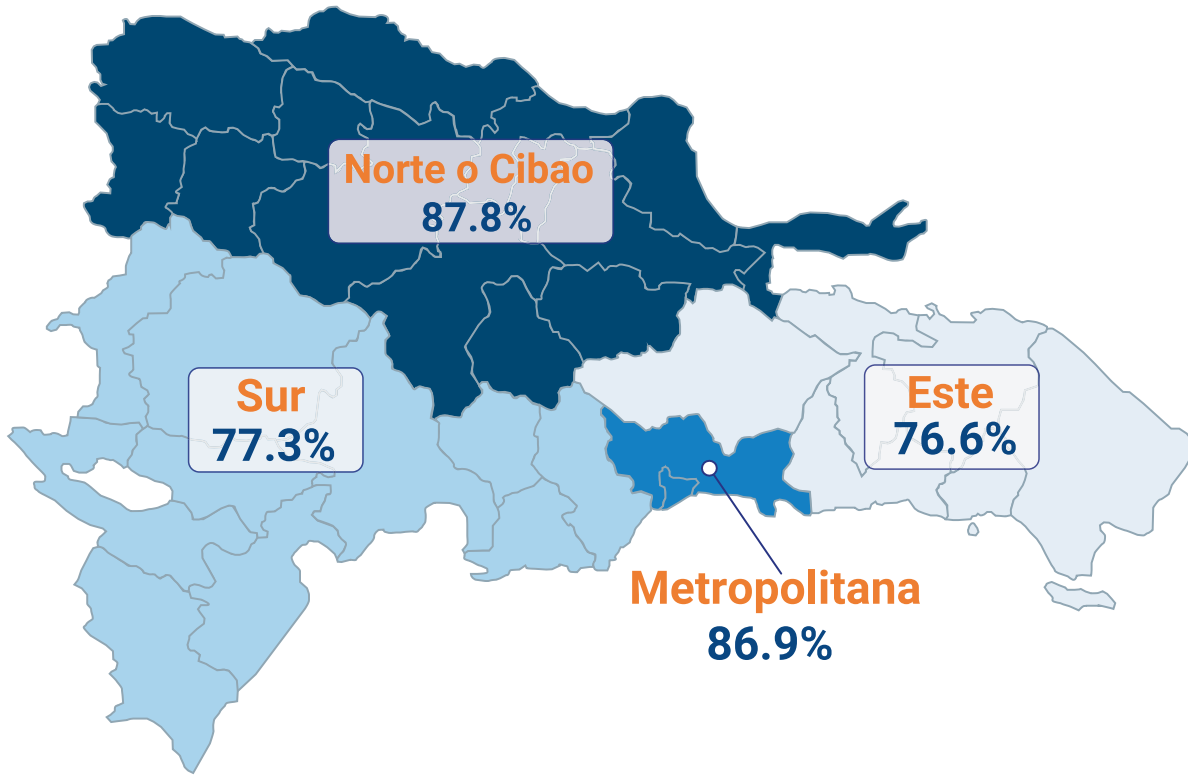 Norte o Cibao
87.8%
Sur
77.3%
Este
76.6%
Metropolitana
86.9%